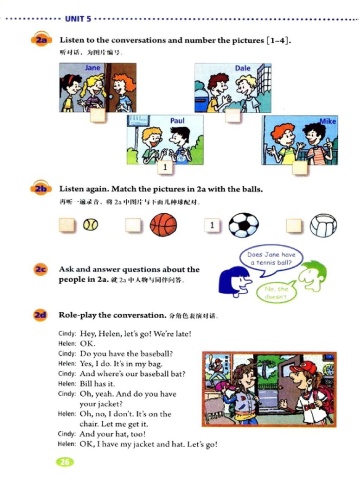 UNIT 5
2a Listen to the conversations and number the pictures [1-4].
听对话，为图片编号.
Jane
Dale
Paul
Mike
1
2b Listen again. Match the pictures in 2a with the balls.
再听一遍录音，将 2a 中图片与下面几种球配对.
1
2c Ask and answer questions about the
people in 2a. 就 2a 中人物与同伴问答.
Does Jane have
a tennis ball?
No, she
doesn't.
2d Role-play the conversation. 分角色表演对话.
Cindy: Hey, Helen, let's go! We're late!
Helen: OK.
Cindy: Do you have the baseball?
Helen: Yes, I do. It's in my bag.
Cindy: And where's our baseball bat?
Helen: Bill has it.
Cindy: Oh, yeah. And do you have
your jacket?
Helen: Oh, no, I don't. It's on the
chair. Let me get it.
Cindy: And your hat, too!
Helen: OK, I have my jacket and hat. Let's go!
26